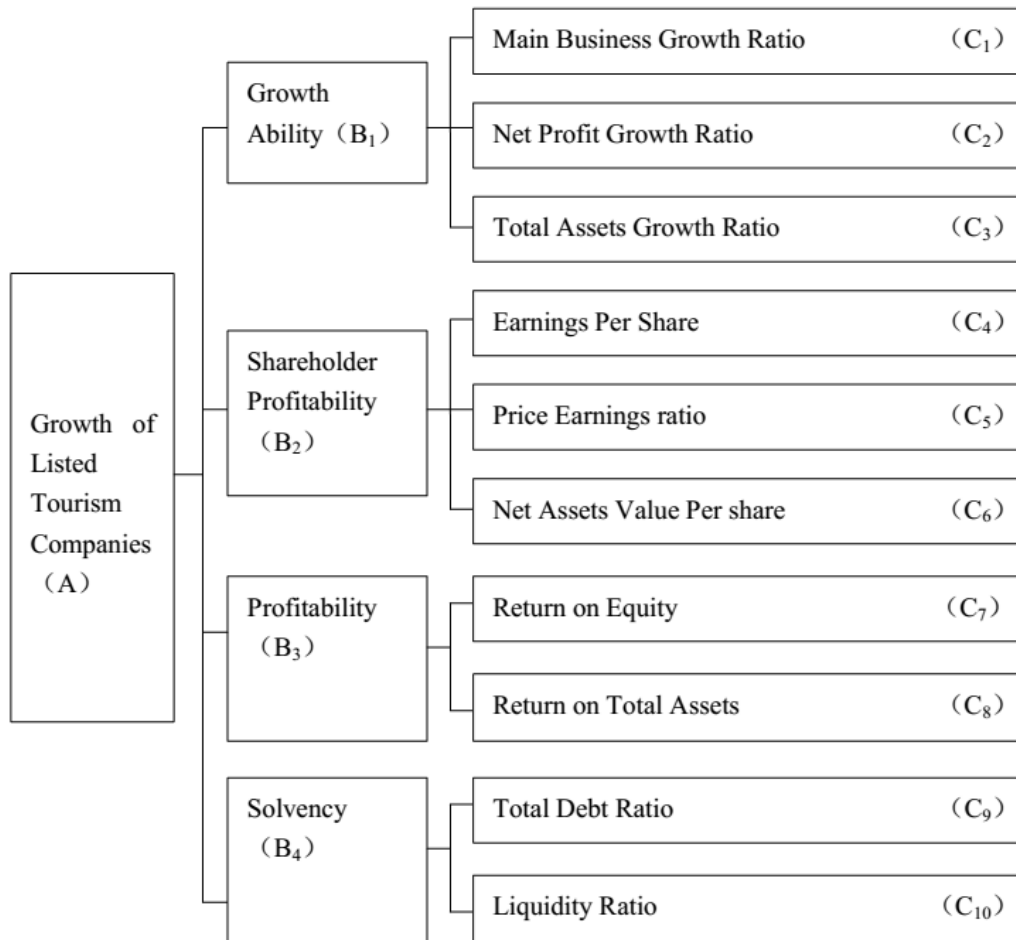 Growth of
Listed
Tourism
Companies
（A）
Growth
Ability（B₁）
Main Business Growth Ratio （C₁）
Net Profit Growth Ratio （C₂）
Total Assets Growth Ratio （C₃）
Shareholder
Profitability
（B₂）
Earnings Per Share （C₄）
Price Earnings ratio （C₅）
Net Assets Value Per share （C₆）
Profitability
（B₃）
Return on Equity （C₇）
Return on Total Assets （C₈）
Solvency
（B₄）
Total Debt Ratio （C₉）
Liquidity Ratio （C₁₀）